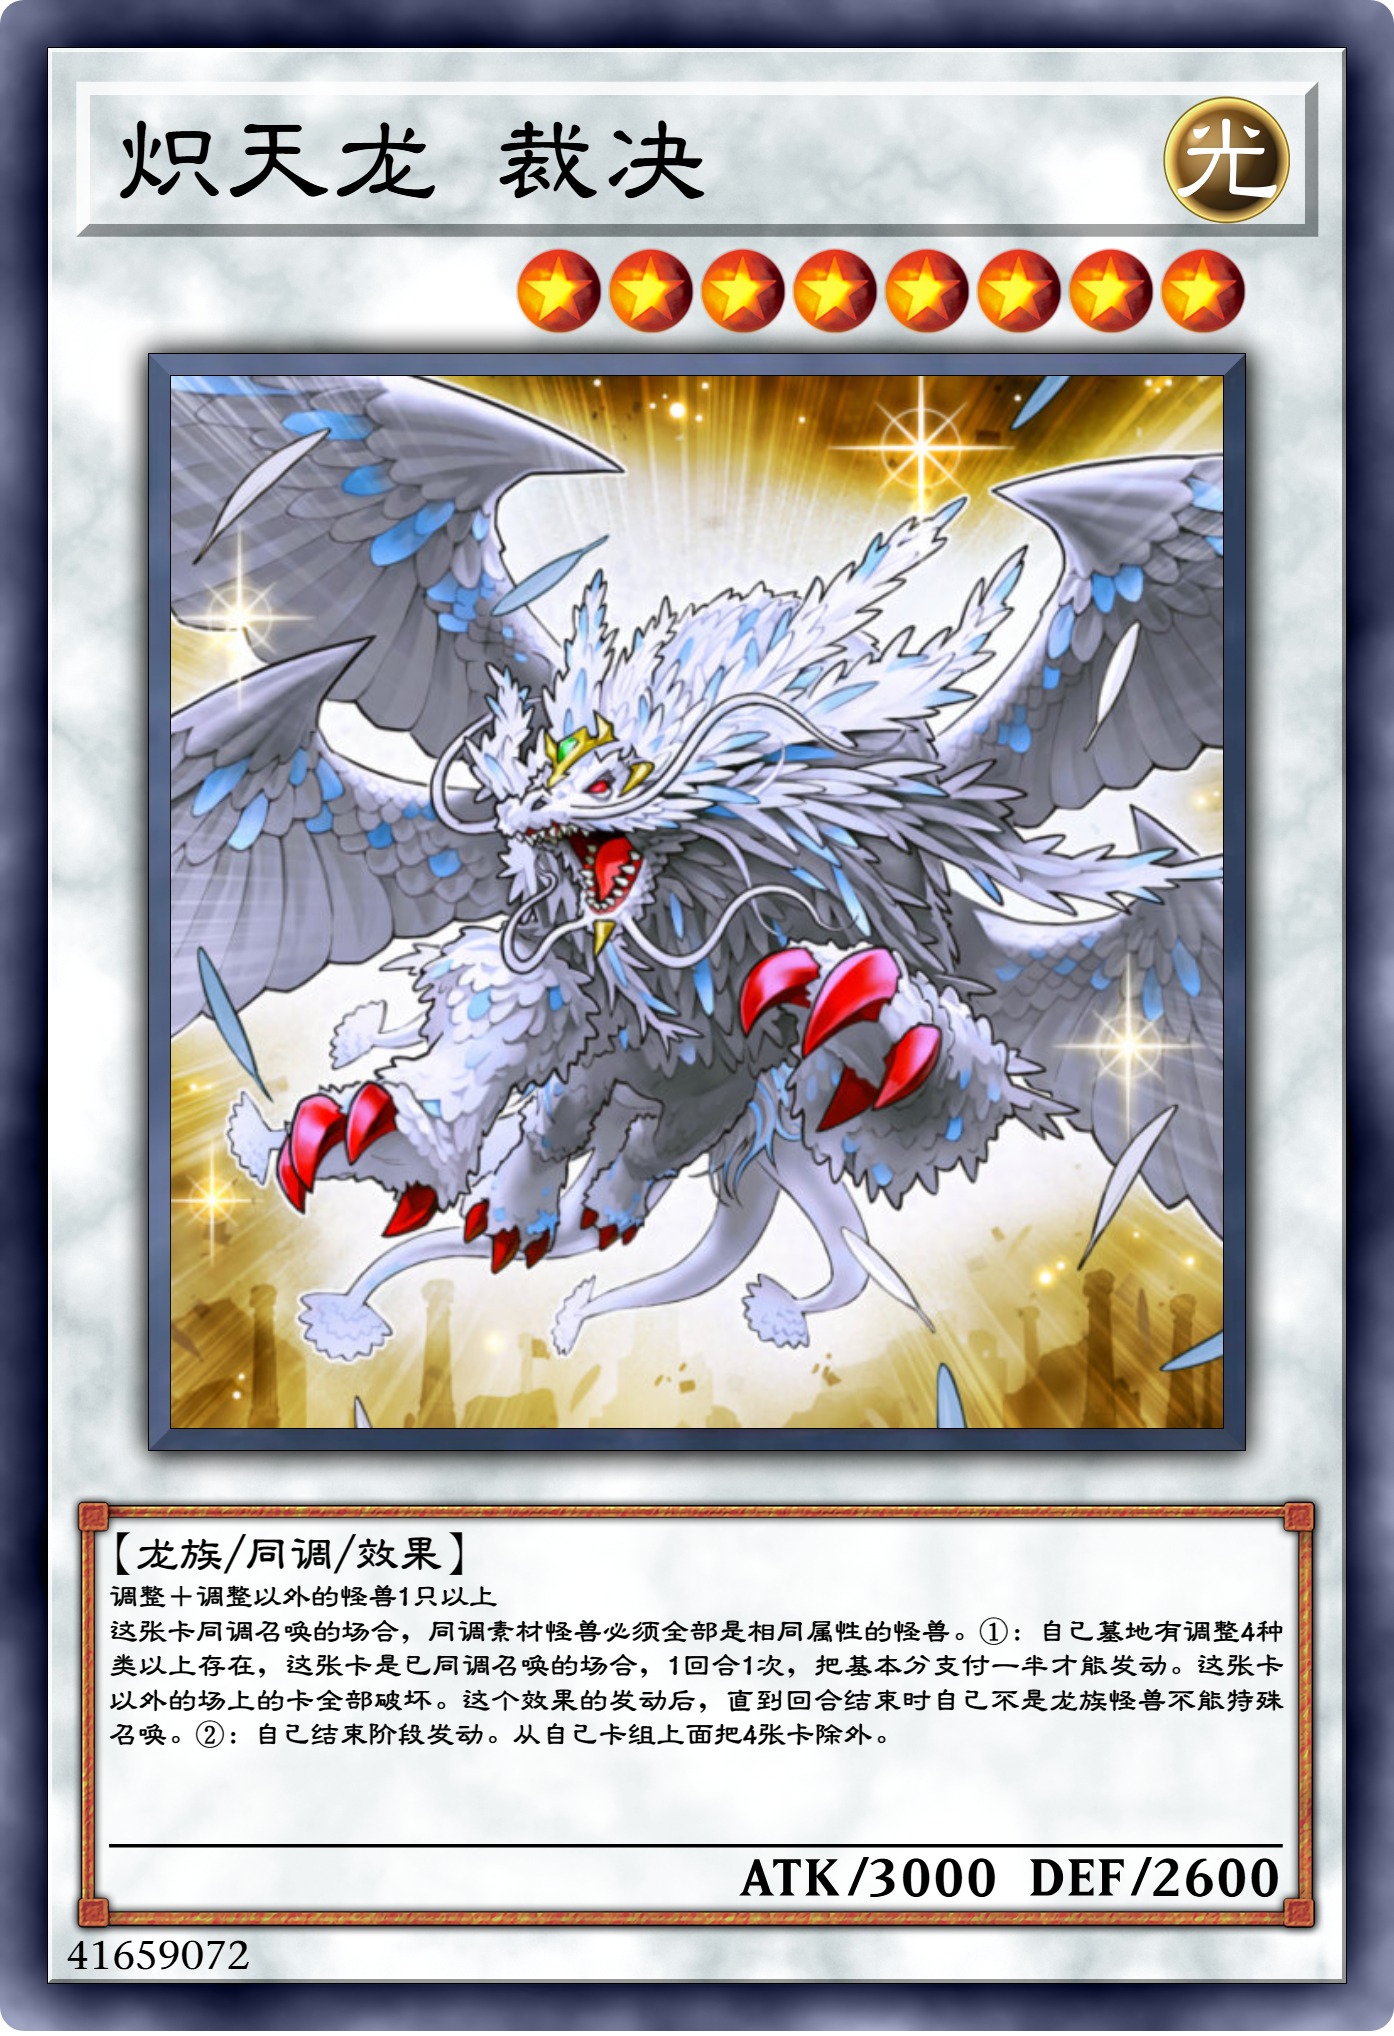 炽天龙 裁决
光
【龙族/同调/效果】
调整＋调整以外的怪兽1只以上
这张卡同调召唤的场合，同调素材怪兽必须全部是相同属性的怪兽。①：自己墓地有调整4种
类以上存在，这张卡是已同调召唤的场合，1回合1次，把基本分支付一半才能发动。这张卡
以外的场上的卡全部破坏。这个效果的发动后，直到回合结束时自己不是龙族怪兽不能特殊
召唤。②：自己结束阶段发动。从自己卡组上面把4张卡除外。
ATK/3000 DEF/2600
41659072